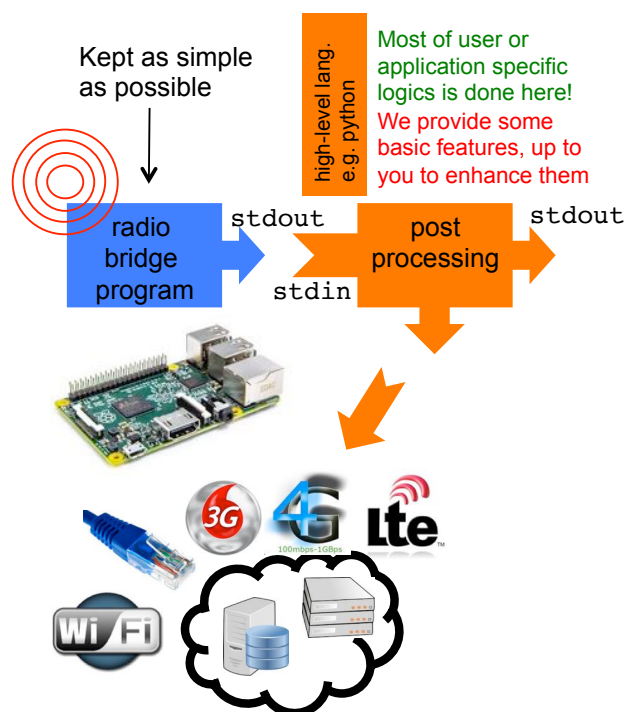 Kept as simple
as possible
high-level lang.
e.g. python
Most of user or
application specific
logics is done here!
We provide some
basic features, up to
you to enhance them
radio
bridge
program
stdout
stdin
post
processing
stdout
3G
4G
100mbps-1GBps
Lte™
Wi Fi